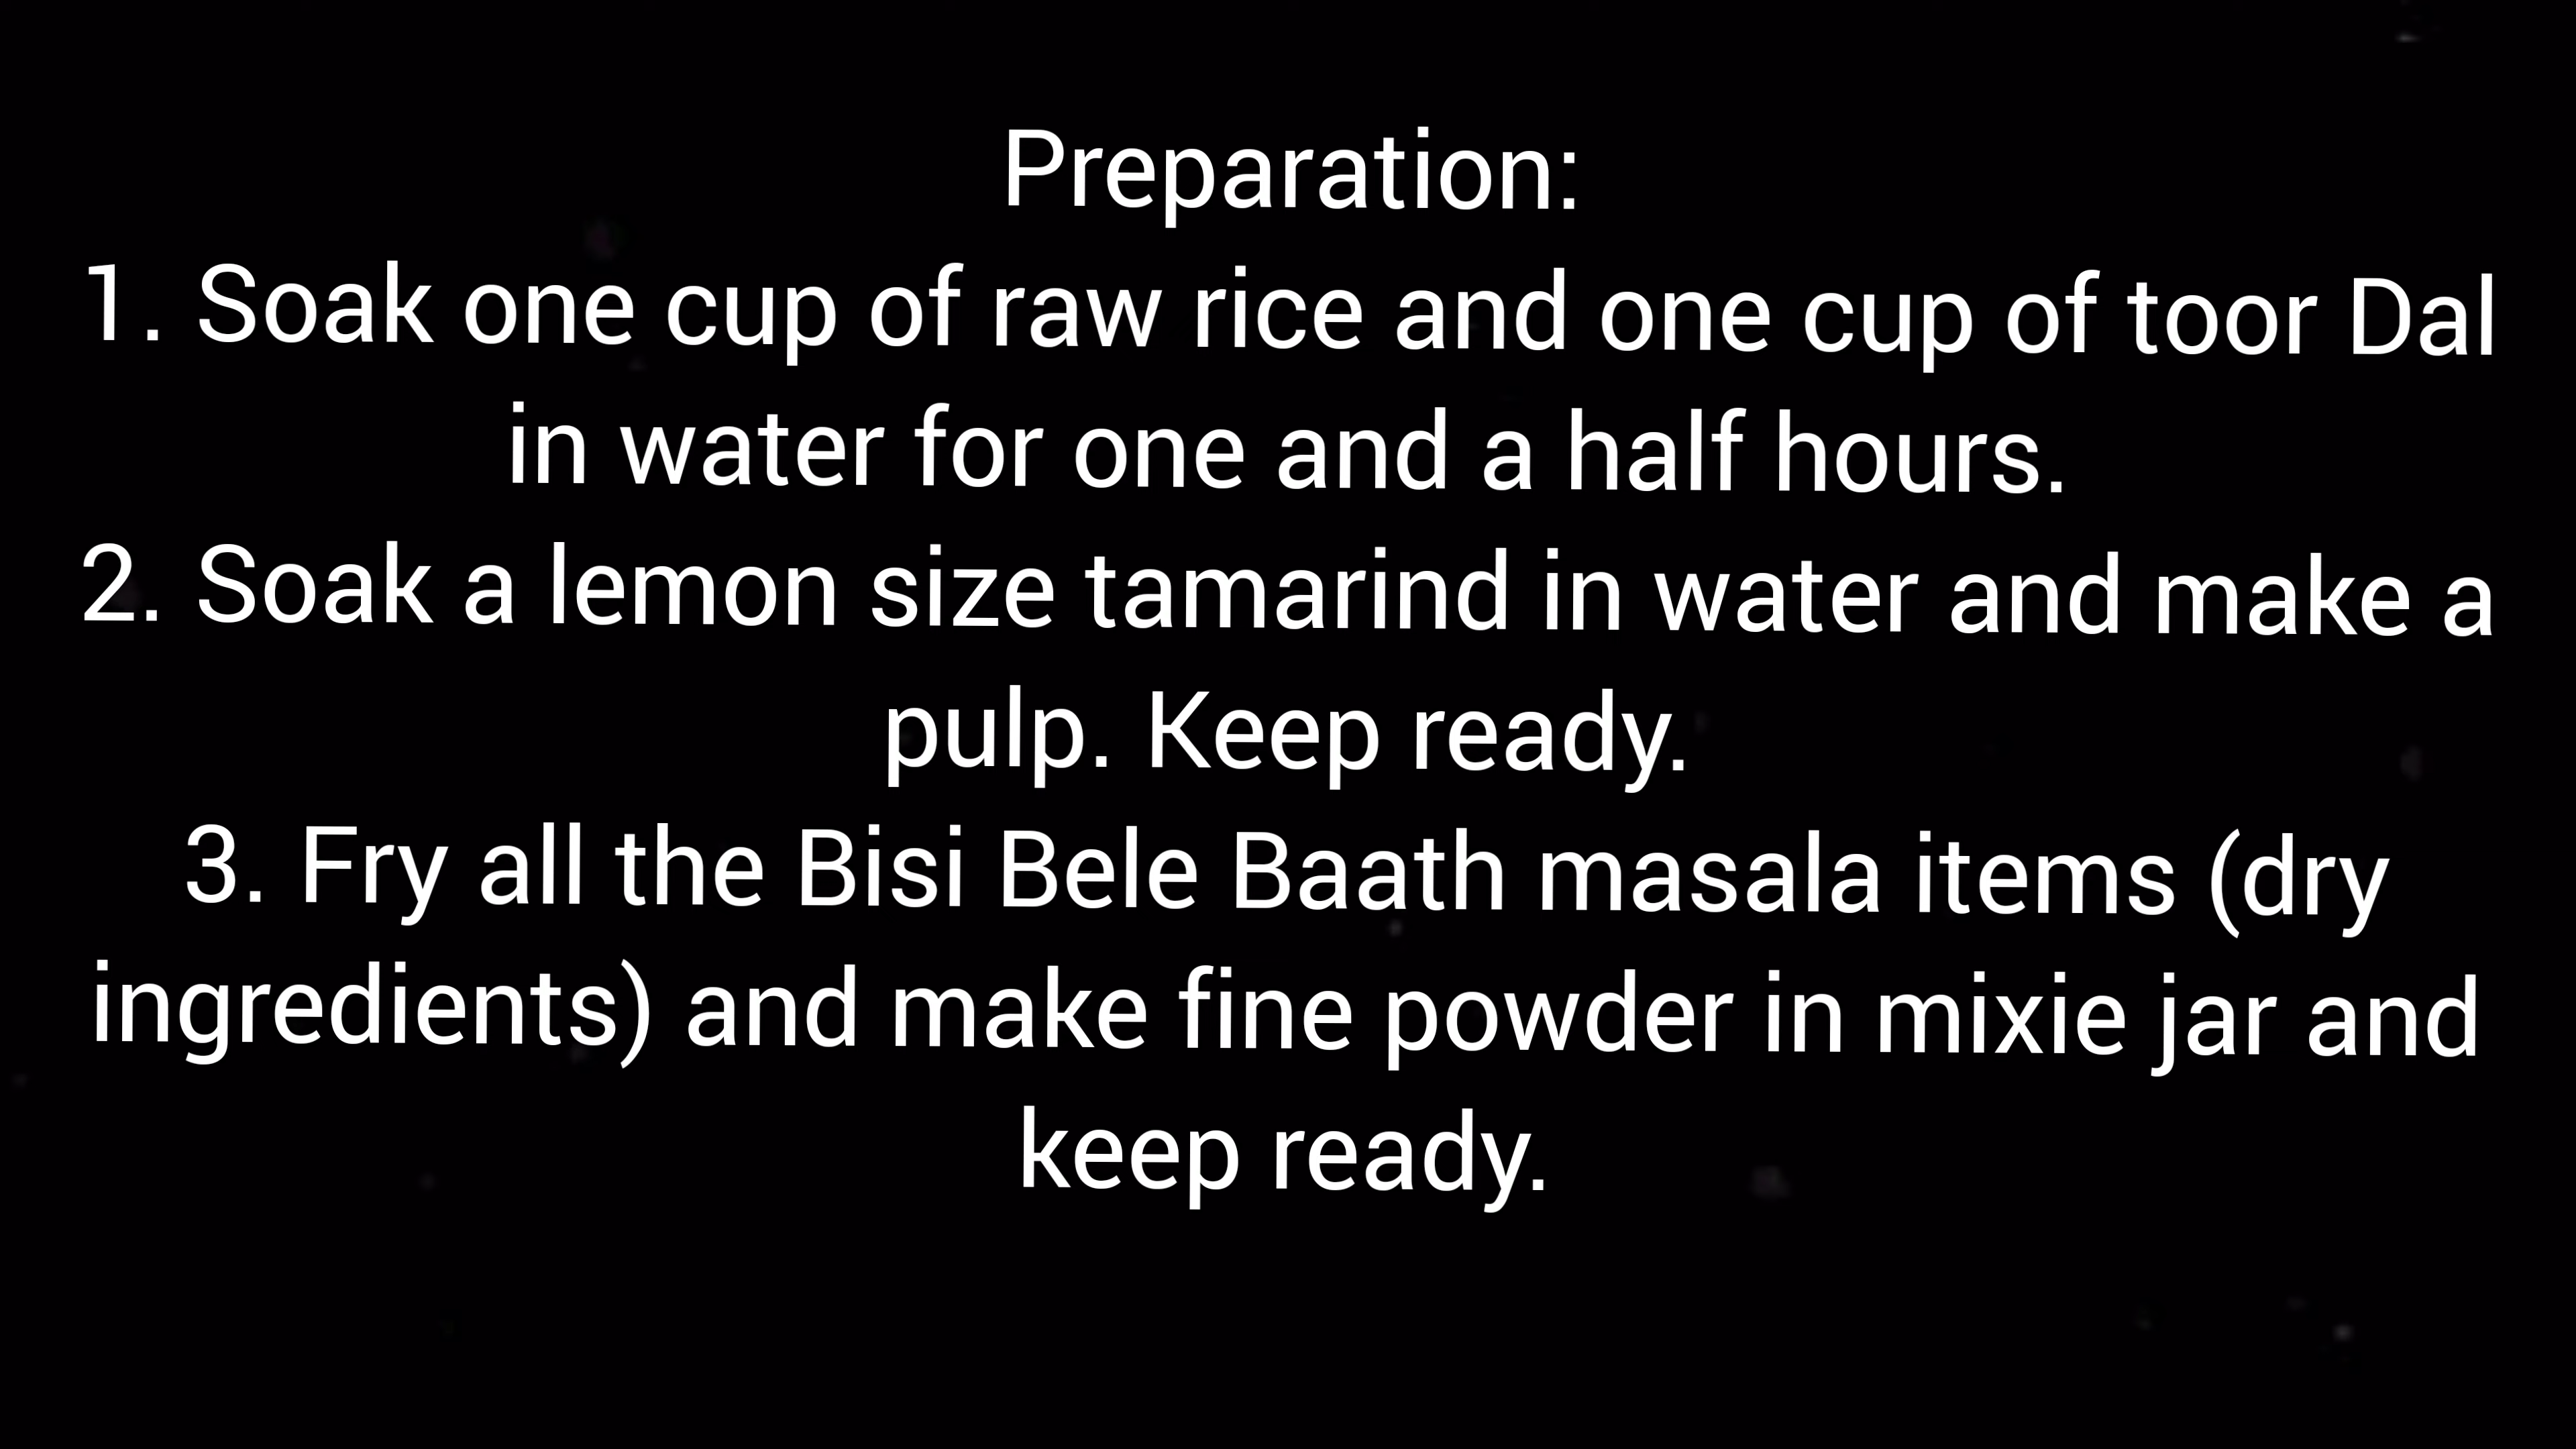 Preparation:
1. Soak one cup of raw rice and one cup of toor Dal
in water for one and a half hours.
2. Soak a lemon size tamarind in water and make a
pulp. Keep ready.
3. Fry all the Bisi Bele Baath masala items (dry
ingredients) and make fine powder in mixie jar and
keep ready.